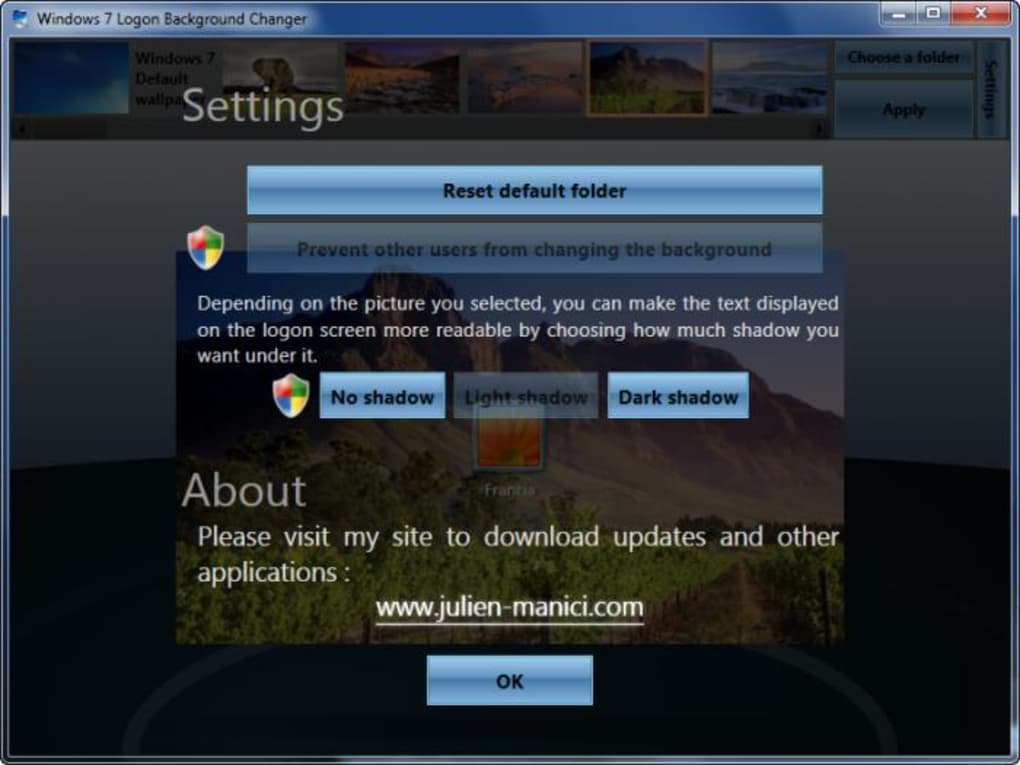 Windows 7 Logon Background Changer
Windows 7
Default
Choose a folder
Apply
Settings
Settings
Reset default folder
Prevent other users from changing the background
Depending on the picture you selected, you can make the text displayed
on the logon screen more readable by choosing how much shadow you
want under it.
No shadow
Light shadow
Dark shadow
Francia
About
Please visit my site to download updates and other
applications :
www.julien-manici.com
OK